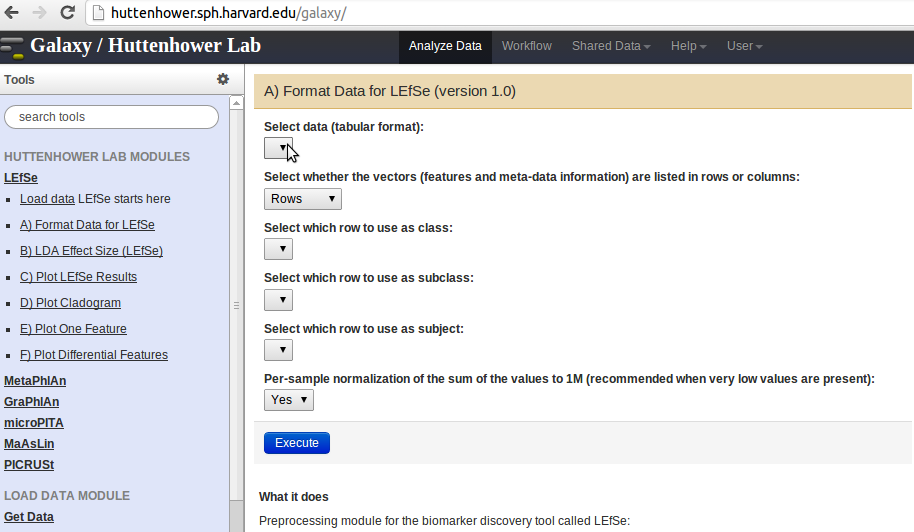 huttenhower.sph.harvard.edu/galaxy/
Galaxy / Huttenhower Lab
Analyze Data Workflow Shared Data Help User
Tools
search tools
HUTTENHOWER LAB MODULES
LEfSe
Load data LEfSe starts here
A) Format Data for LEfSe
B) LDA Effect Size (LEfSe)
C) Plot LEfSe Results
D) Plot Cladogram
E) Plot One Feature
F) Plot Differential Features
MetaPhlAn
GraPhlAn
microPITA
MaAsLin
PICRUSt
LOAD DATA MODULE
Get Data
A) Format Data for LEfSe (version 1.0)
Select data (tabular format):
Select whether the vectors (features and meta-data information) are listed in rows or columns:
Rows
Select which row to use as class:
Select which row to use as subclass:
Select which row to use as subject:
Per-sample normalization of the sum of the values to 1M (recommended when very low values are present):
Yes
Execute
What it does
Preprocessing module for the biomarker discovery tool called LEfSe: